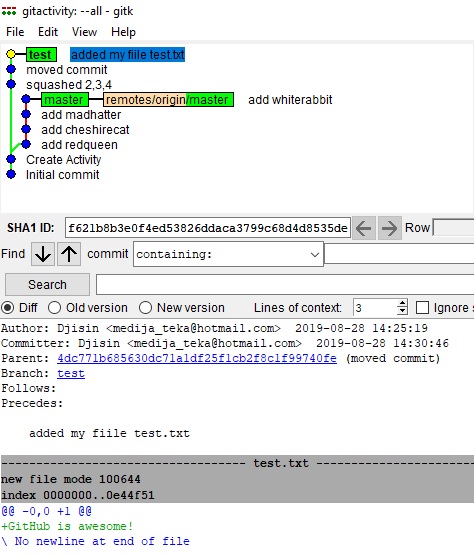 gitactivity: --all - gitk
File Edit View Help
test added my fiile test.txt
moved commit
squashed 2,3,4
master remotes/origin/master add whiterabbit
add madhatter
add cheshirecat
add redqueen
Create Activity
Initial commit
SHA1 ID: f621b8b3e0f4ed53826ddaca3799c68d4d8535de Row
Find commit containing:
Search
Diff Old version New version Lines of context: 3 Ignore s
Author: Djisin <medija_teka@hotmail.com> 2019-08-28 14:25:19
Committer: Djisin <medija_teka@hotmail.com> 2019-08-28 14:30:46
Parent: 4dc771b685630dc71a1df25f1cb2f8c1f99740fe (moved commit)
Branch: test
Follows:
Precedes:
added my fiile test.txt
----------------------------------- test.txt -------------------
new file mode 100644
index 0000000..0e44f51
@@ -0,0 +1 @@
+GitHub is awesome!
\ No newline at end of file